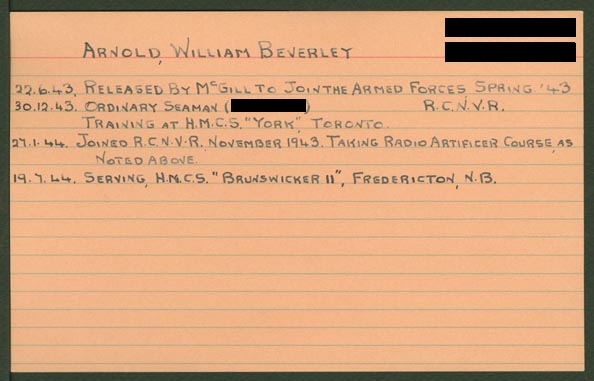 ARNOLD, WILLIAM BEVERLEY
22.6.43. RELEASED BY McGILL TO JOIN THE ARMED FORCES, SPRING '43
30.12.43. ORDINARY SEAMAN ( ) R.C.N.V.R.
TRAINING AT H.M.C.S. "YORK", TORONTO.
27.1.44. JOINED R.C.N.V.R, NOVEMBER 1943. TAKING RADIO ARTIFICER COURSE, AS
NOTED ABOVE.
19.7.44. SERVING, H.M.C.S. "BRUNSWICKER II", FREDERICTON, N.B.